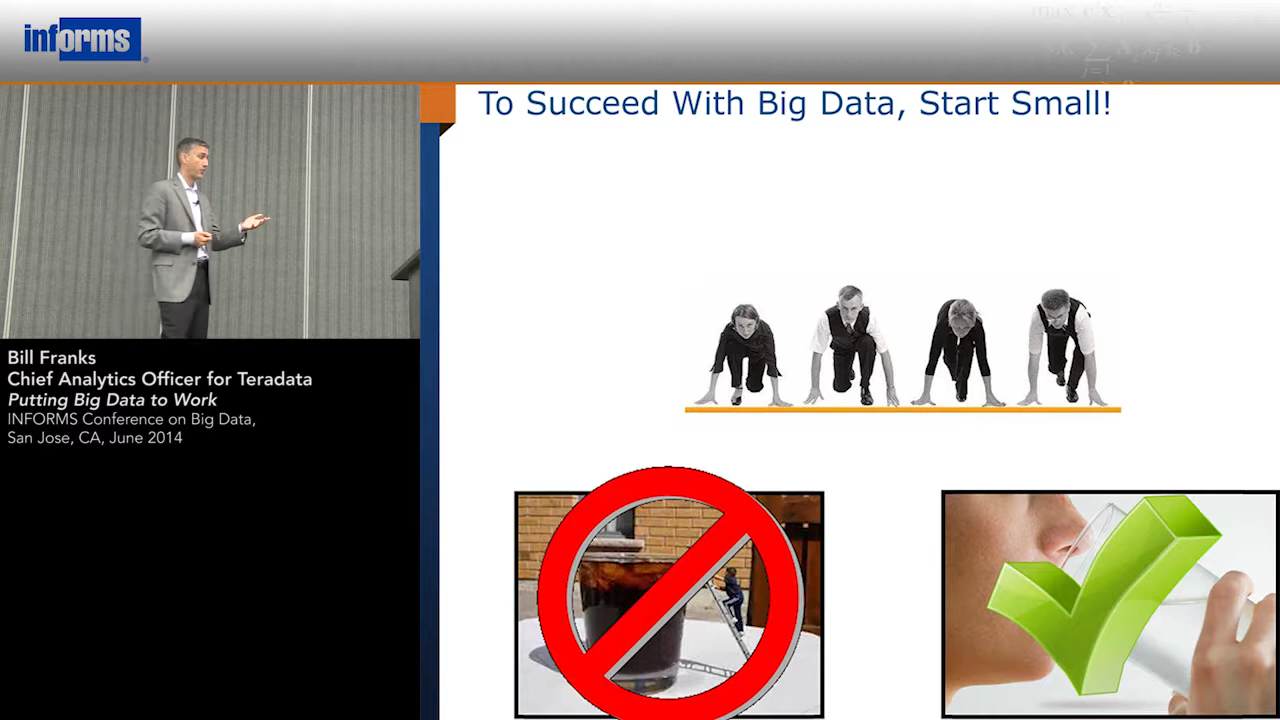 informs
To Succeed With Big Data, Start Small!
Bill Franks
Chief Analytics Officer for Teradata
Putting Big Data to Work
INFORMS Conference on Big Data,
San Jose, CA, June 2014